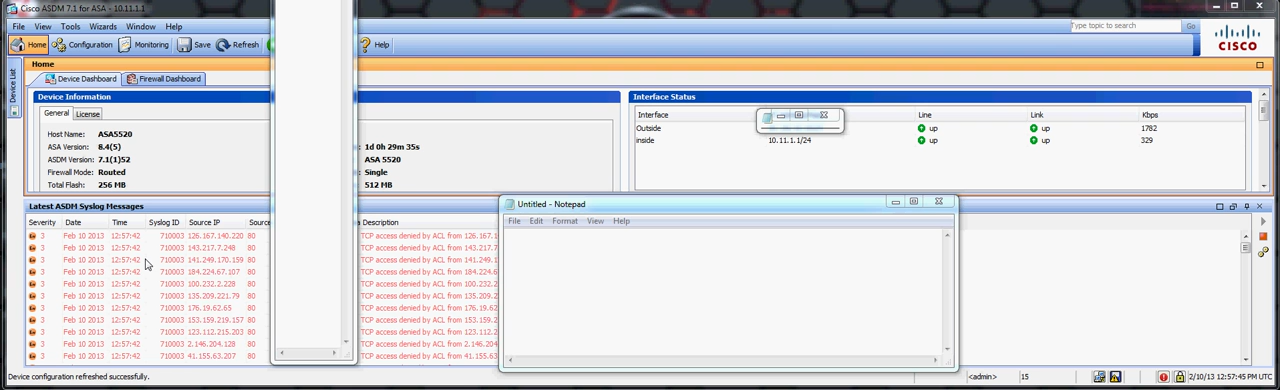 Cisco ASDM 7.1 for ASA - 10.11.1.1
File View Tools Wizards Window Help
Type topic to search Go
Home Configuration Monitoring Save Refresh Help
CISCO
Device List
Home
Device Dashboard Firewall Dashboard
Device Information
General License
Host Name: ASA5520
ASA Version: 8.4(5) 1d 0h 29m 35s
ASDM Version: 7.1(1)52 ASA 5520
Firewall Mode: Routed Single
Total Flash: 256 MB 512 MB
Interface Status
Interface Line Link Kbps
Outside up up 1782
inside 10.11.1.1/24 up up 329
Latest ASDM Syslog Messages
Severity Date Time Syslog ID Source IP Source Description
3 Feb 10 2013 12:57:42 710003 126.167.140.220 80 TCP access denied by ACL from 126.167.1
3 Feb 10 2013 12:57:42 710003 143.217.7.248 80 TCP access denied by ACL from 143.217.7
3 Feb 10 2013 12:57:42 710003 141.249.170.159 80 TCP access denied by ACL from 141.249.1
3 Feb 10 2013 12:57:42 710003 184.224.67.107 80 TCP access denied by ACL from 184.224.6
3 Feb 10 2013 12:57:42 710003 100.232.2.228 80 TCP access denied by ACL from 100.232.2
3 Feb 10 2013 12:57:42 710003 135.209.221.79 80 TCP access denied by ACL from 135.209.2
3 Feb 10 2013 12:57:42 710003 176.19.62.65 80 TCP access denied by ACL from 176.19.62
3 Feb 10 2013 12:57:42 710003 153.159.219.157 80 TCP access denied by ACL from 153.159.2
3 Feb 10 2013 12:57:42 710003 123.112.215.203 80 TCP access denied by ACL from 123.112.2
3 Feb 10 2013 12:57:42 710003 2.146.204.128 80 TCP access denied by ACL from 2.146.204
3 Feb 10 2013 12:57:42 710003 41.155.63.207 80 TCP access denied by ACL from 41.155.63
Untitled - Notepad
File Edit Format View Help
Device configuration refreshed successfully. <admin> 15 2/10/13 12:57:45 PM UTC